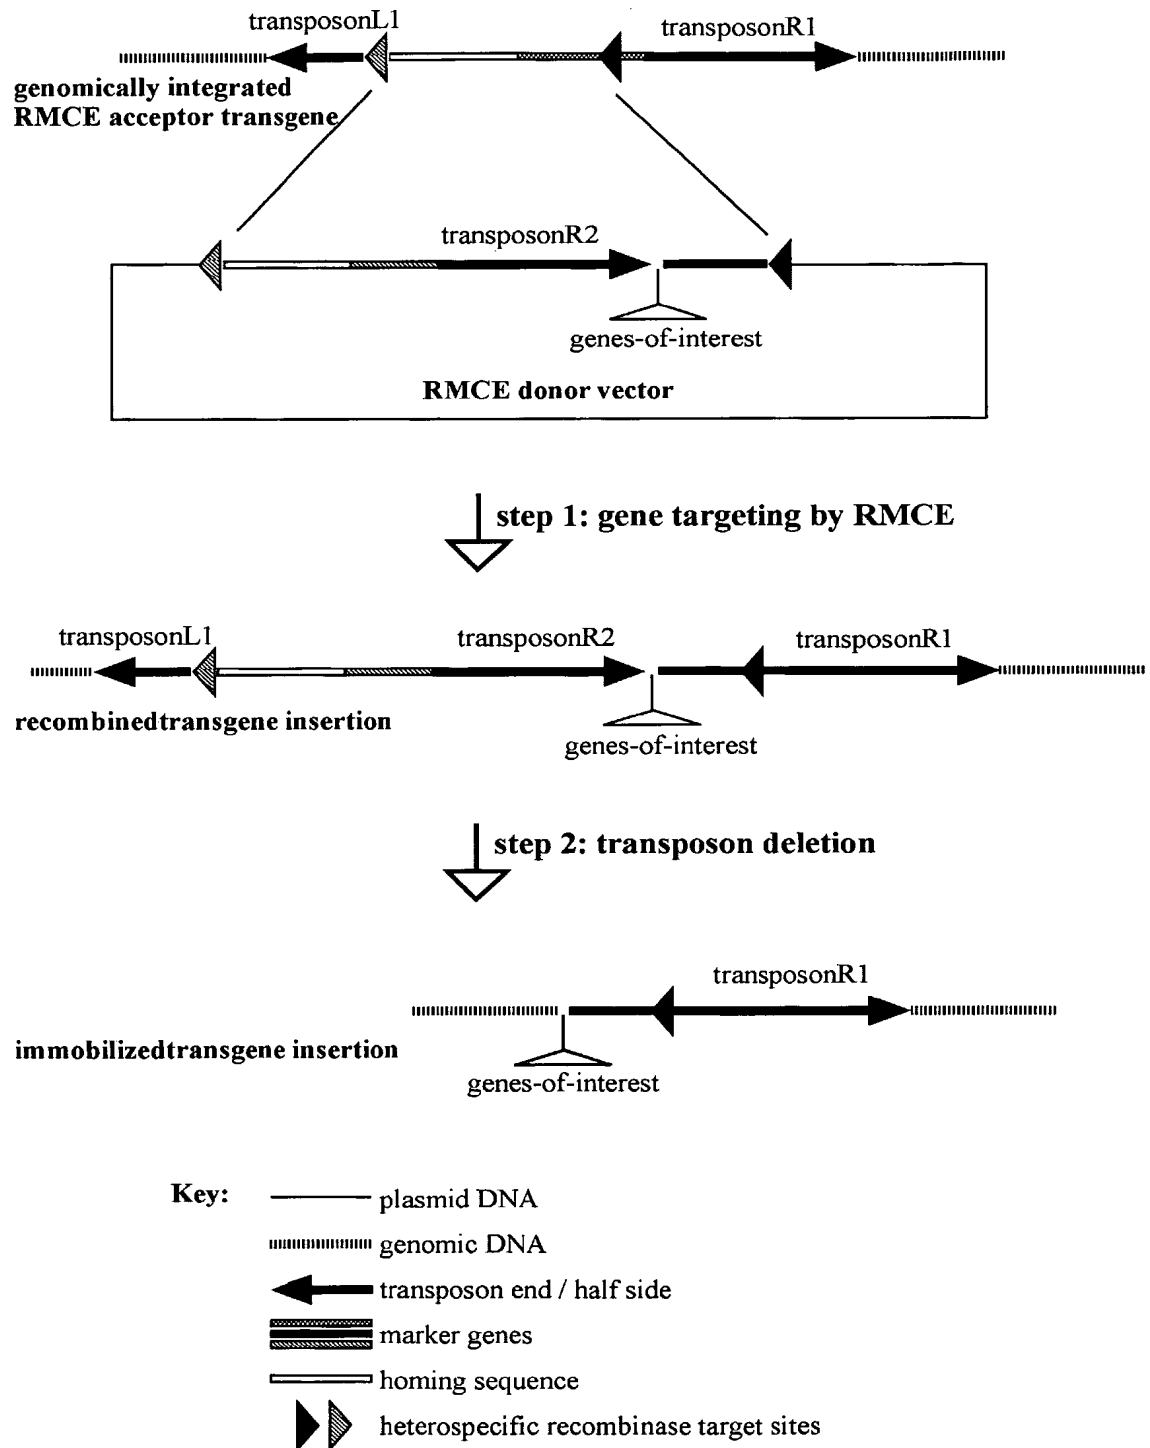 transposonL1
transposonR1
genomically integrated
RMCE acceptor transgene
transposonR2
genes-of-interest
RMCE donor vector
step 1: gene targeting by RMCE
transposonL1
transposonR2
transposonR1
recombinedtransgene insertion
genes-of-interest
step 2: transposon deletion
transposonR1
immobilizedtransgene insertion
genes-of-interest
Key:
plasmid DNA
genomic DNA
transposon end / half side
marker genes
homing sequence
heterospecific recombinase target sites